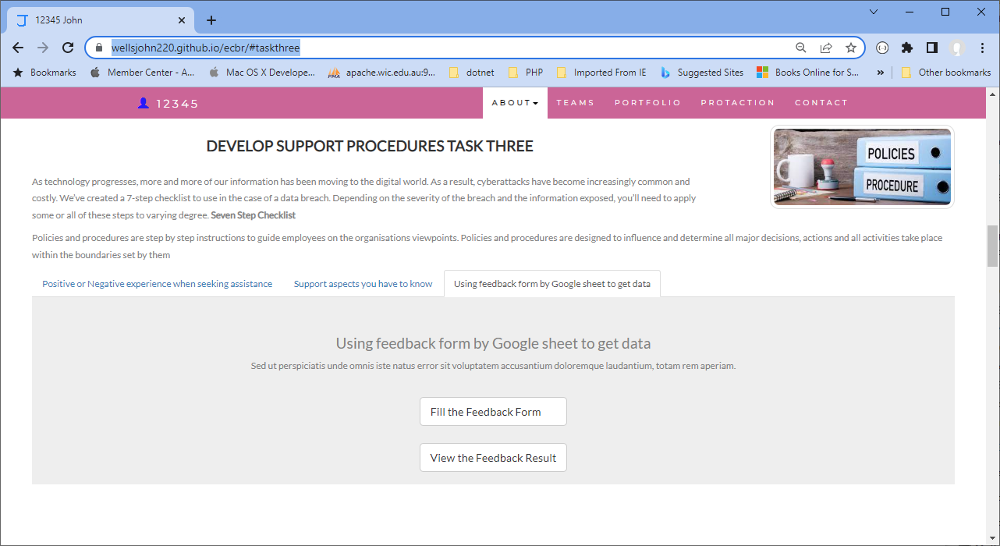 12345 John
wellsjohn220.github.io/ecbr/#taskthree
Bookmarks Member Center - A... Mac OS X Develope... apache.wic.edu.au:9... dotnet PHP Imported From IE Suggested Sites Books Online for S... » Other bookmarks
12345 ABOUT TEAMS PORTFOLIO PROTACTION CONTACT
DEVELOP SUPPORT PROCEDURES TASK THREE
POLICIES
PROCEDURE
As technology progresses, more and more of our information has been moving to the digital world. As a result, cyberattacks have become increasingly common and
costly. We've created a 7-step checklist to use in the case of a data breach. Depending on the severity of the breach and the information exposed, you'll need to apply
some or all of these steps to varying degree. Seven Step Checklist
Policies and procedures are step by step instructions to guide employees on the organisations viewpoints. Policies and procedures are designed to influence and determine all major decisions, actions and all activities take place
within the boundaries set by them
Positive or Negative experience when seeking assistance Support aspects you have to know Using feedback form by Google sheet to get data
Using feedback form by Google sheet to get data
Sed ut perspiciatis unde omnis iste natus error sit voluptatem accusantium doloremque laudantium, totam rem aperiam.
Fill the Feedback Form
View the Feedback Result